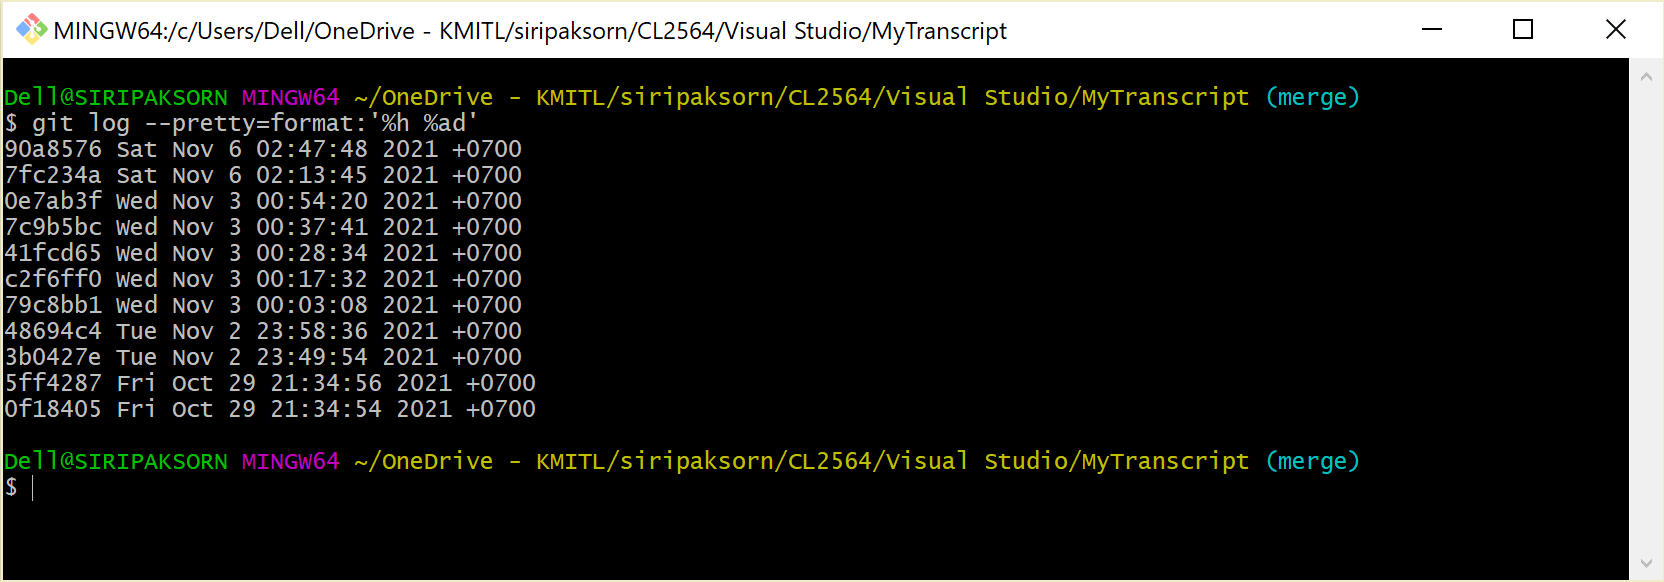 MINGW64:/c/Users/Dell/OneDrive - KMITL/siripaksorn/CL2564/Visual Studio/MyTranscript
Dell@SIRIPAKSORN MINGW64 ~/OneDrive - KMITL/siripaksorn/CL2564/Visual Studio/MyTranscript (merge)
$ git log --pretty=format:'%h %ad'
90a8576 Sat Nov 6 02:47:48 2021 +0700
7fc234a Sat Nov 6 02:13:45 2021 +0700
0e7ab3f Wed Nov 3 00:54:20 2021 +0700
7c9b5bc Wed Nov 3 00:37:41 2021 +0700
41fcd65 Wed Nov 3 00:28:34 2021 +0700
c2f6ff0 Wed Nov 3 00:17:32 2021 +0700
79c8bb1 Wed Nov 3 00:03:08 2021 +0700
48694c4 Tue Nov 2 23:58:36 2021 +0700
3b0427e Tue Nov 2 23:49:54 2021 +0700
5ff4287 Fri Oct 29 21:34:56 2021 +0700
0f18405 Fri Oct 29 21:34:54 2021 +0700
Dell@SIRIPAKSORN MINGW64 ~/OneDrive - KMITL/siripaksorn/CL2564/Visual Studio/MyTranscript (merge)
$